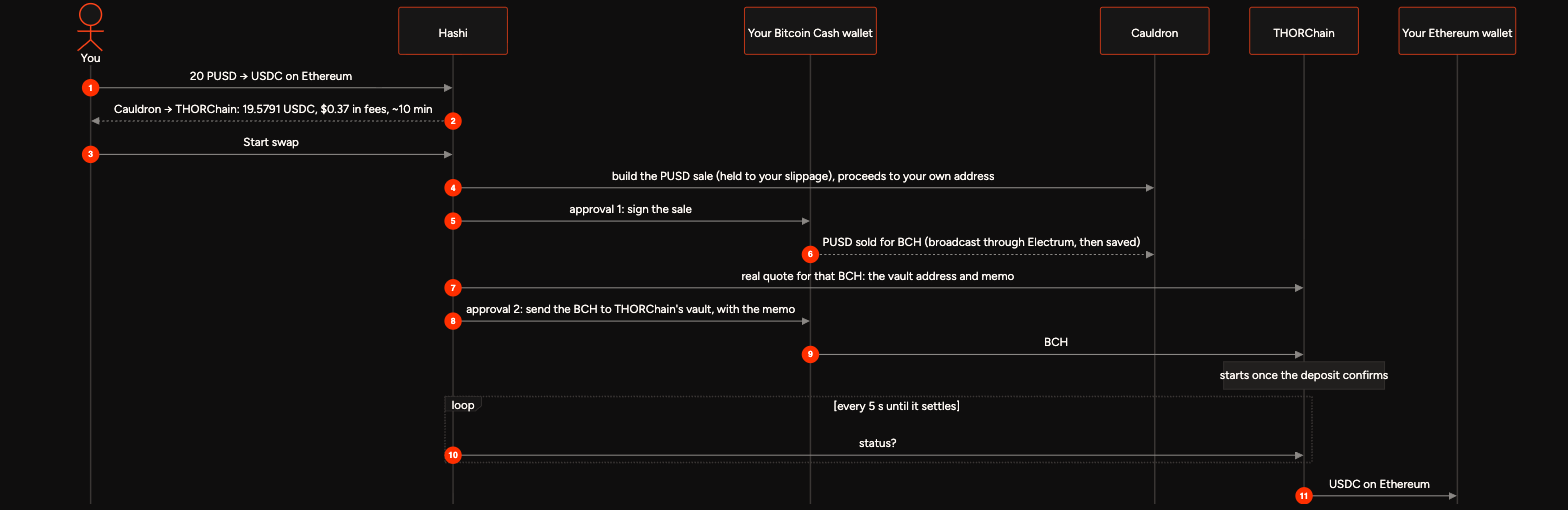 You
Hashi
Your Bitcoin Cash wallet
Cauldron
THORChain
Your Ethereum wallet
1
20 PUSD → USDC on Ethereum
Cauldron → THORChain: 19.5791 USDC, $0.37 in fees, ~10 min
2
3
Start swap
4
build the PUSD sale (held to your slippage), proceeds to your own address
5
approval 1: sign the sale
6
PUSD sold for BCH (broadcast through Electrum, then saved)
7
real quote for that BCH: the vault address and memo
8
approval 2: send the BCH to THORChain's vault, with the memo
9
BCH
starts once the deposit confirms
loop
[every 5 s until it settles]
10
status?
11
USDC on Ethereum